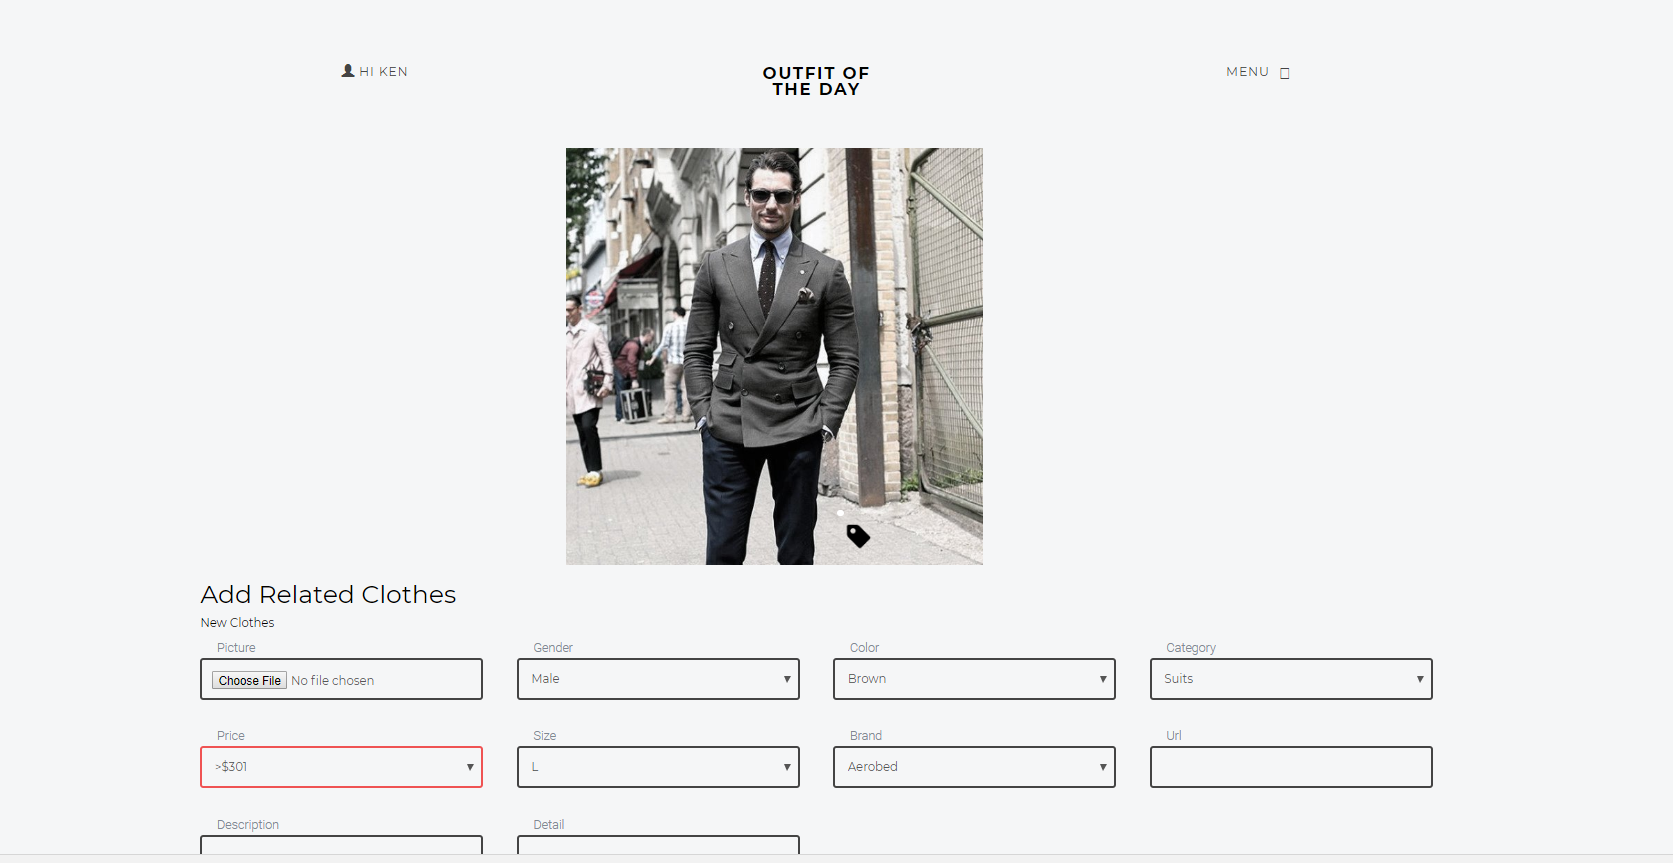 HI KEN
OUTFIT OF
THE DAY
MENU
Add Related Clothes
New Clothes
Picture
Gender
Color
Category
Choose File No file chosen
Male
Brown
Suits
Price
Size
Brand
Url
>$301
L
Aerobed
Description
Detail